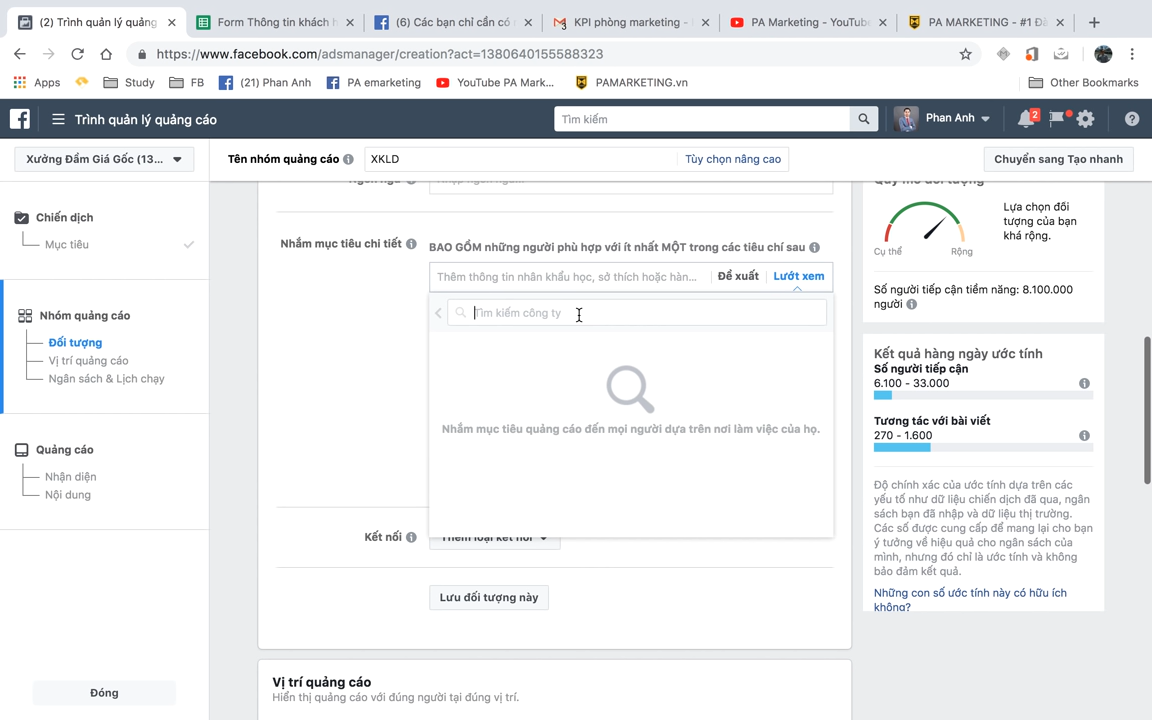 (2) Trình quản lý quảng
Form Thông tin khách h
(6) Các bạn chỉ cần có
KPI phòng marketing -
PA Marketing - YouTube
PA MARKETING - #1 Đà
https://www.facebook.com/adsmanager/creation?act=1380640155588323
Apps
Study
FB
(21) Phan Anh
PA emarketing
YouTube PA Mark...
PAMARKETING.vn
Other Bookmarks
Trình quản lý quảng cáo
Tìm kiếm
Phan Anh
2
Xưởng Đầm Giá Gốc (13...
Tên nhóm quảng cáo
XKLD
Tùy chọn nâng cao
Chuyển sang Tạo nhanh
Chiến dịch
Mục tiêu
Nhóm quảng cáo
Đối tượng
Vị trí quảng cáo
Ngân sách & Lịch chạy
Quảng cáo
Nhận diện
Nội dung
Đóng
Nhắm mục tiêu chi tiết
BAO GỒM những người phù hợp với ít nhất MỘT trong các tiêu chí sau
Thêm thông tin nhân khẩu học, sở thích hoặc hàn...
Đề xuất
Lướt xem
Tìm kiếm công ty
Nhắm mục tiêu quảng cáo đến mọi người dựa trên nơi làm việc của họ.
Kết nối
Thêm loại kết nối
Lưu đối tượng này
Vị trí quảng cáo
Hiển thị quảng cáo với đúng người tại đúng vị trí.
Quy mô đối tượng
Lựa chọn đối
tượng của bạn
khá rộng.
Cụ thể
Rộng
Số người tiếp cận tiềm năng: 8.100.000
người
Kết quả hàng ngày ước tính
Số người tiếp cận
6.100 - 33.000
Tương tác với bài viết
270 - 1.600
Độ chính xác của ước tính dựa trên các
yếu tố như dữ liệu chiến dịch đã qua, ngân
sách bạn đã nhập và dữ liệu thị trường.
Các số được cung cấp để mang lại cho bạn
ý tưởng về hiệu quả cho ngân sách của
mình, nhưng đó chỉ là ước tính và không
bảo đảm kết quả.
Những con số ước tính này có hữu ích
không?